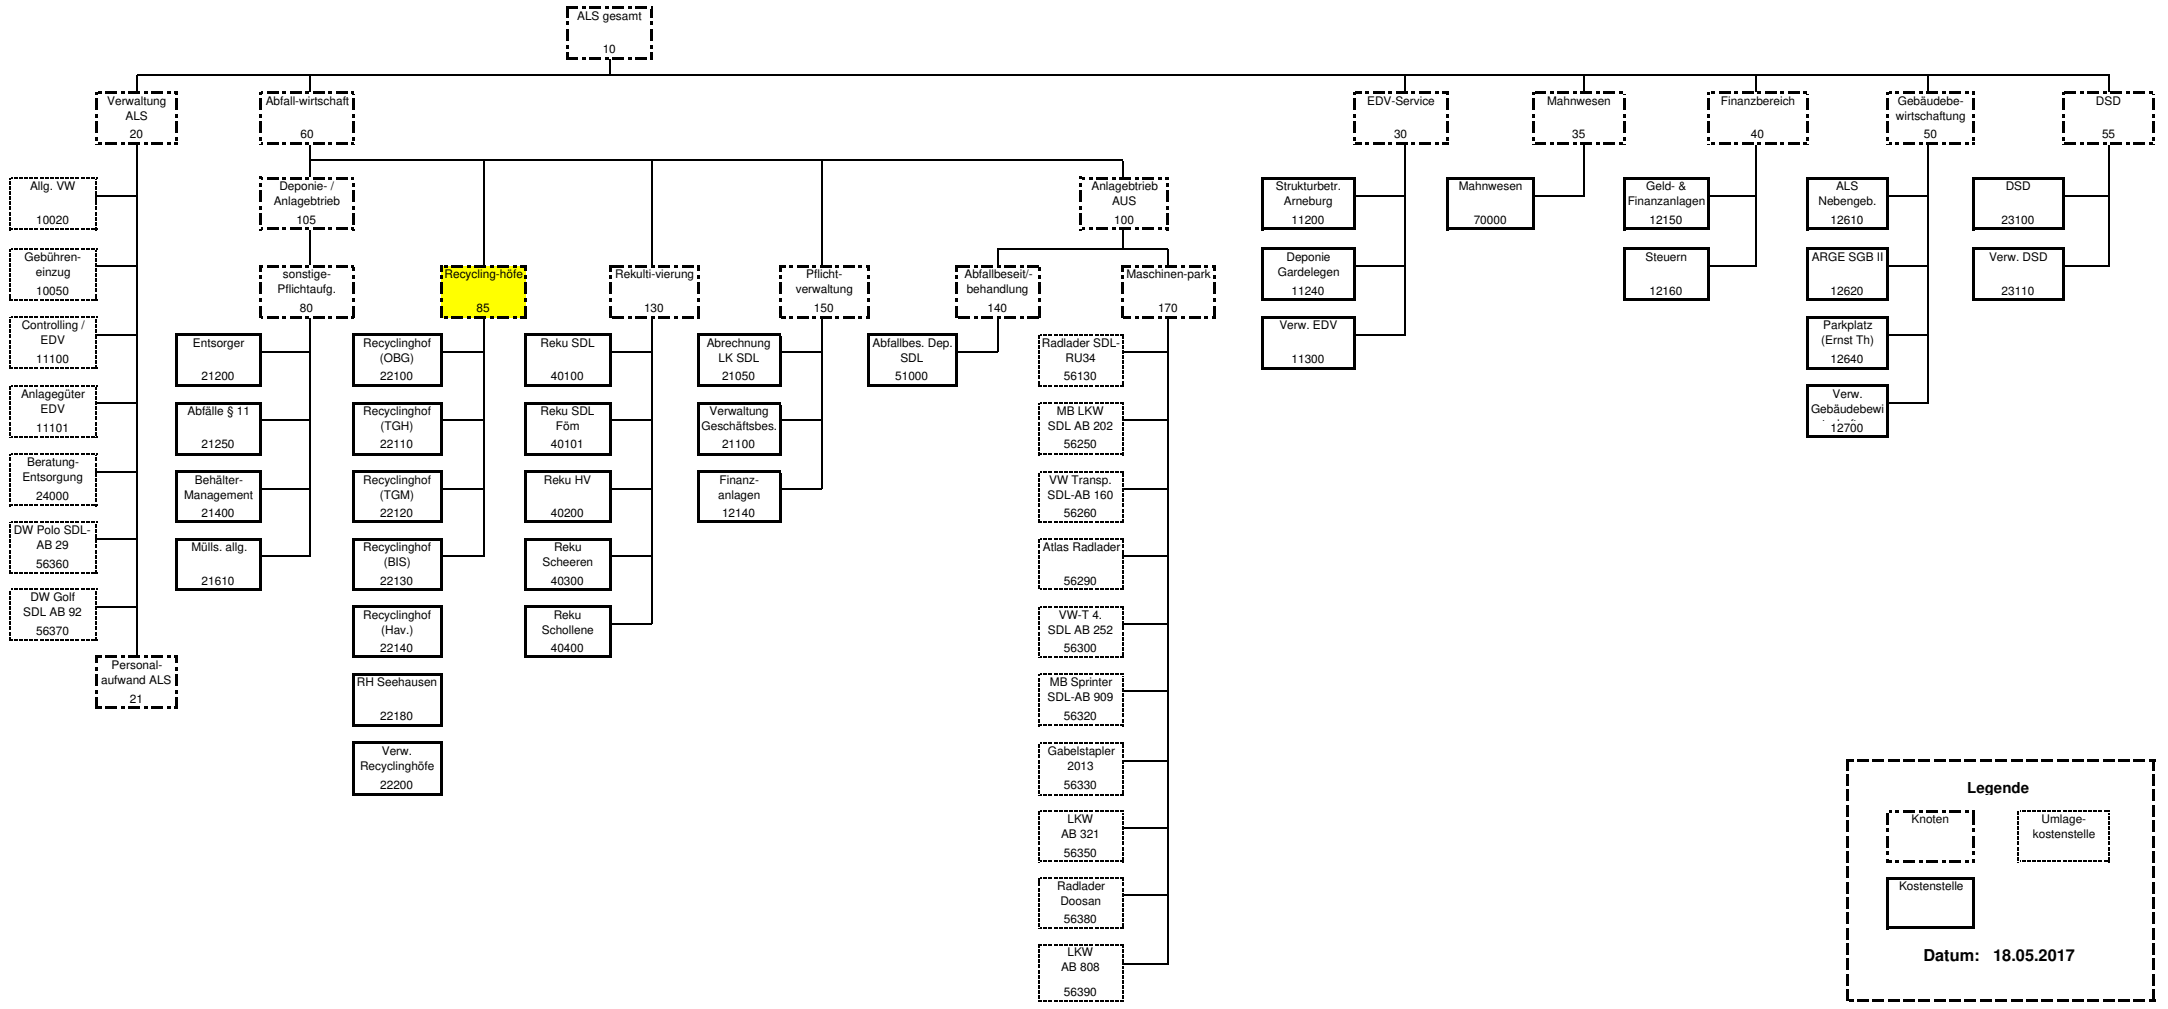 ALS gesamt
10
Verwaltung
ALS
20
Abfall-wirtschaft
60
EDV-Service
30
Mahnwesen
35
Finanzbereich
40
Gebäudebe-
wirtschaftung
50
DSD
55
Allg. VW
10020
Gebühren-
einzug
10050
Controlling /
EDV
11100
Anlagegüter
EDV
11101
Beratung-
Entsorgung
24000
DW Polo SDL-
AB 29
56360
DW Golf
SDL AB 92
56370
Personal-
aufwand ALS
21
Deponie- /
Anlagebtrieb
105
Anlagebtrieb
AUS
100
sonstige-
Pflichtaufg.
80
Recycling-höfe
85
Rekulti-vierung
130
Pflicht-
verwaltung
150
Abfallbeseit/-
behandlung
140
Maschinen-park
170
Entsorger
21200
Abfälle § 11
21250
Behälter-
Management
21400
Mülls. allg.
21610
Recyclinghof
(OBG)
22100
Recyclinghof
(TGH)
22110
Recyclinghof
(TGM)
22120
Recyclinghof
(BIS)
22130
Recyclinghof
(Hav.)
22140
RH Seehausen
22180
Verw.
Recyclinghöfe
22200
Reku SDL
40100
Reku SDL
Föm
40101
Reku HV
40200
Reku
Scheeren
40300
Reku
Schollene
40400
Abrechnung
LK SDL
21050
Verwaltung
Geschäftsbes.
21100
Finanz-
anlagen
12140
Abfallbes. Dep.
SDL
51000
Radlader SDL-
RU34
56130
MB LKW
SDL AB 202
56250
VW Transp.
SDL-AB 160
56260
Atlas Radlader
56290
VW-T 4.
SDL AB 252
56300
MB Sprinter
SDL-AB 909
56320
Gabelstapler
2013
56330
LKW
AB 321
56350
Radlader
Doosan
56380
LKW
AB 808
56390
Strukturbetr.
Arneburg
11200
Deponie
Gardelegen
11240
Verw. EDV
11300
Mahnwesen
70000
Geld- &
Finanzanlagen
12150
Steuern
12160
ALS
Nebengeb.
12610
ARGE SGB II
12620
Parkplatz
(Ernst Th)
12640
Verw.
Gebäudebewi
12700
DSD
23100
Verw. DSD
23110
Legende
Knoten
Umlage-
kostenstelle
Kostenstelle
Datum: 18.05.2017